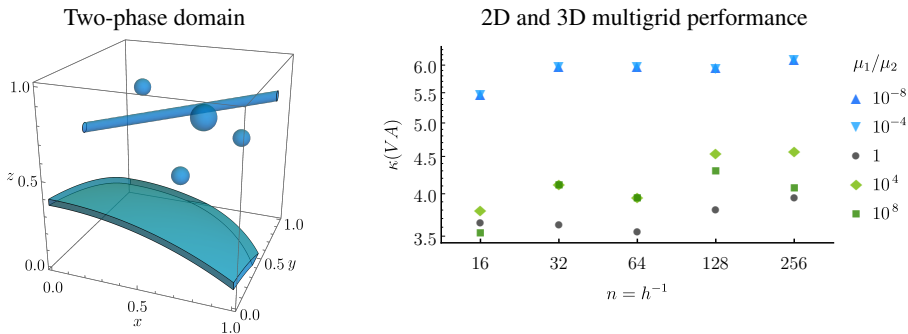 Two-phase domain
1.0
z
0.5
0.0
0.0
0.5
x
1.0
0.0
0.5
y
1.0
2D and 3D multigrid performance
κ(VA)
6.0
5.5
5.0
4.5
4.0
3.5
16 32 64 128 256
n = h⁻¹
μ₁/μ₂
10⁻⁸
10⁻⁴
1
10⁴
10⁸